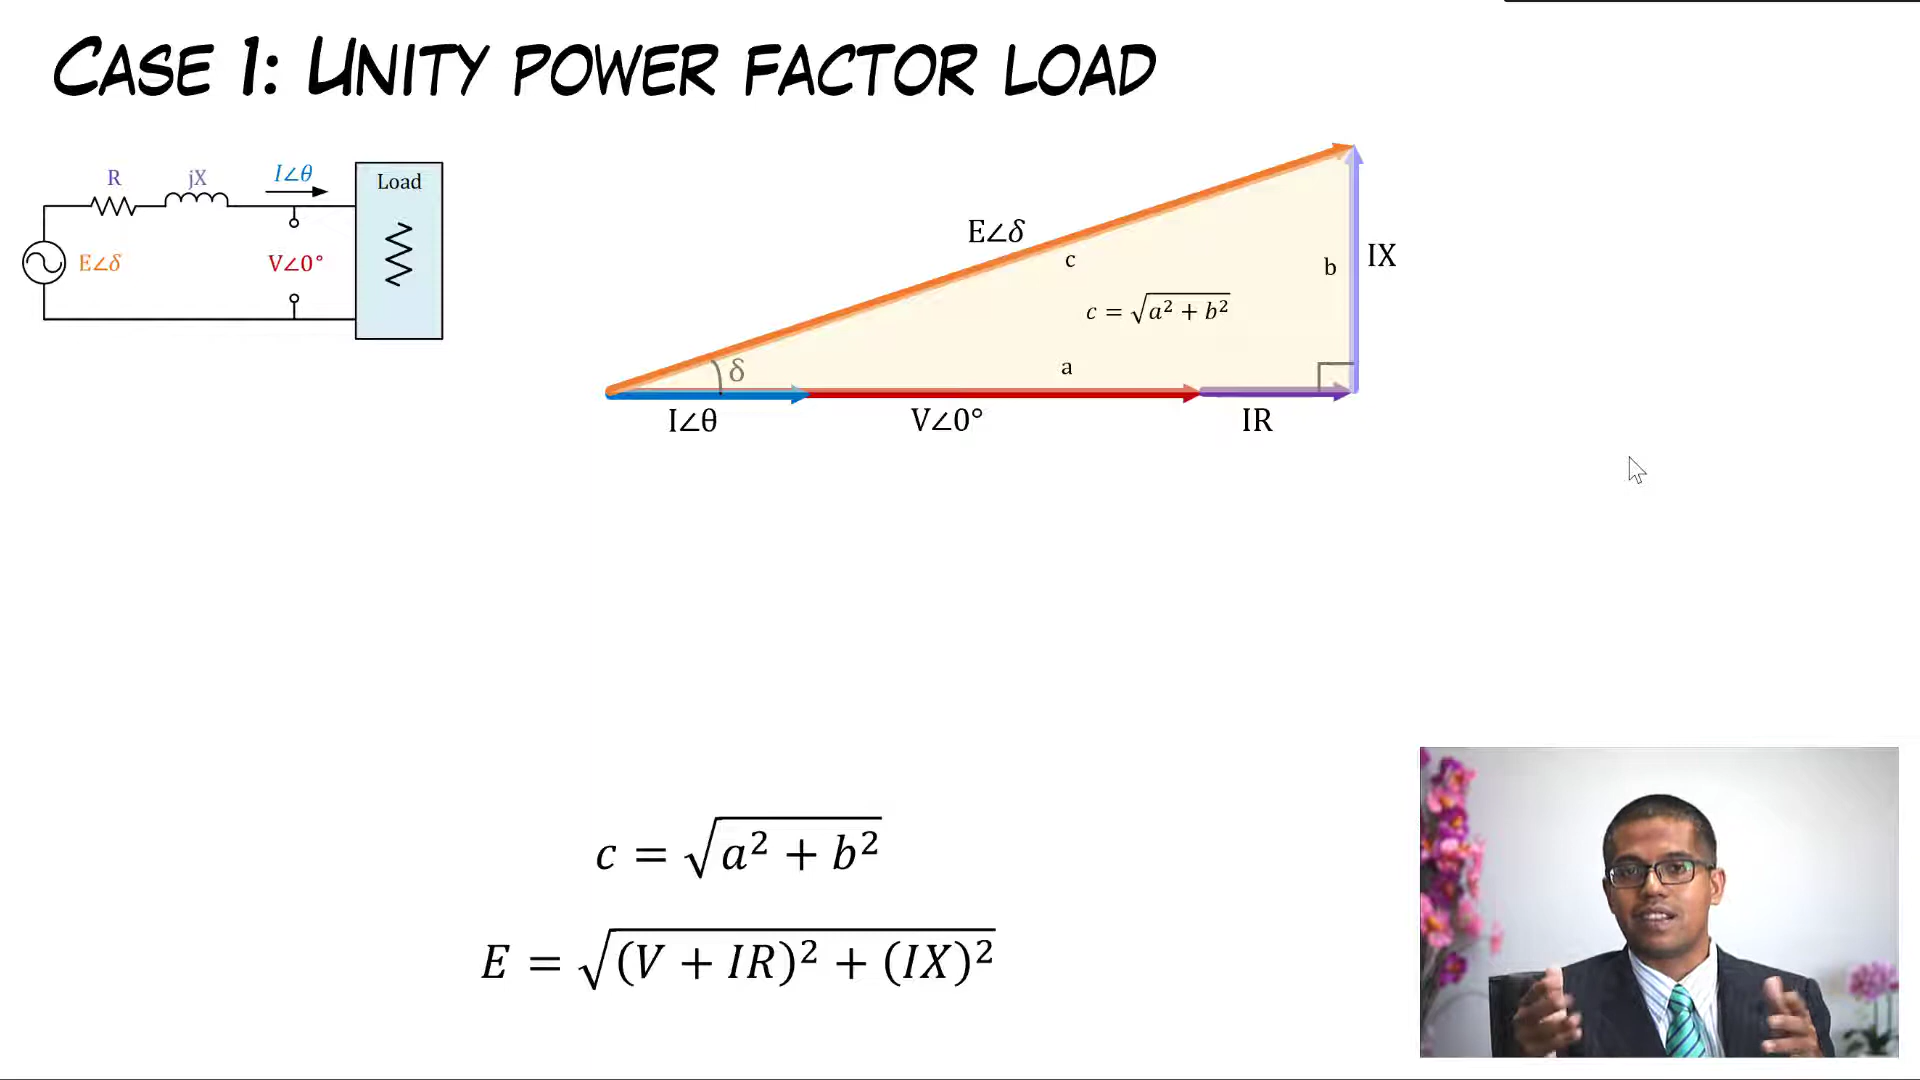 CASE 1: UNITY POWER FACTOR LOAD
R
jX
I∠θ
Load
E∠δ
V∠0°
E∠δ
c
b
IX
c = √(a² + b²)
δ
a
I∠θ
V∠0°
IR
c = √(a² + b²)
E = √((V + IR)² + (IX)²)